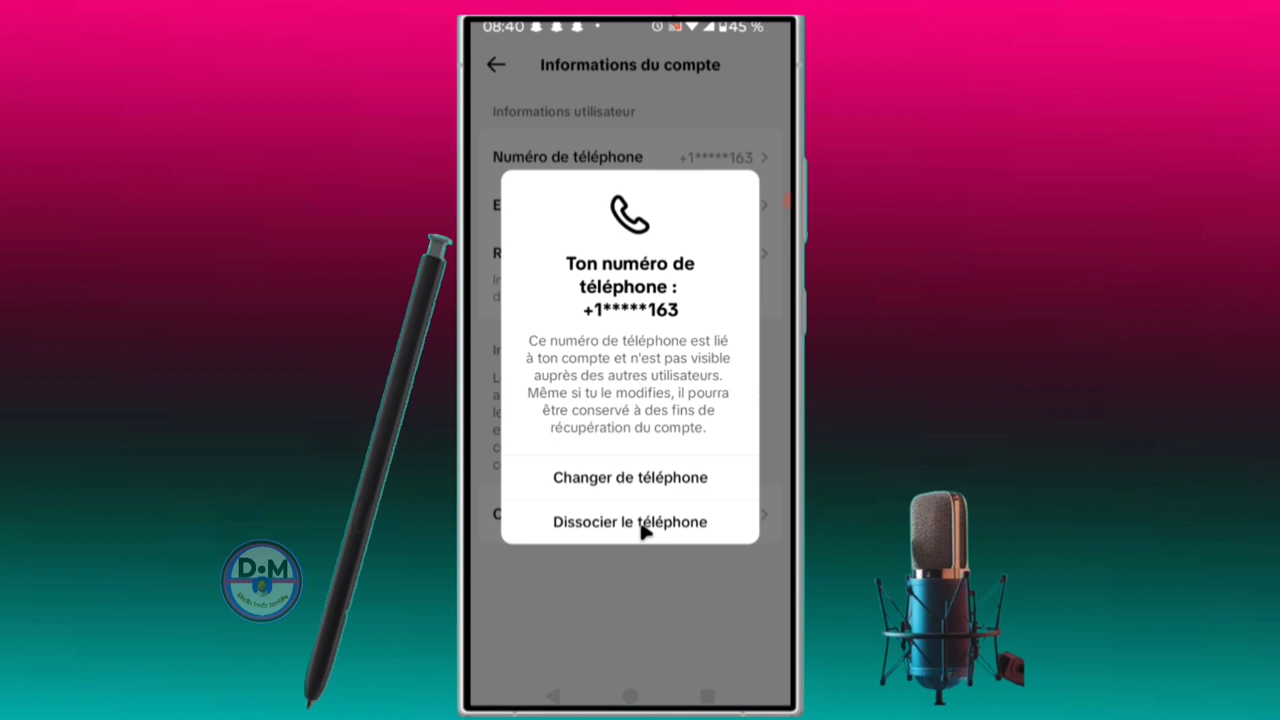 08:40
45 %
Informations du compte
Informations utilisateur
Numéro de téléphone +1*****163
E
R
Ton numéro de
téléphone :
+1*****163
Ce numéro de téléphone est lié
à ton compte et n'est pas visible
auprès des autres utilisateurs.
Même si tu le modifies, il pourra
être conservé à des fins de
récupération du compte.
Changer de téléphone
Dissocier le téléphone
D•M